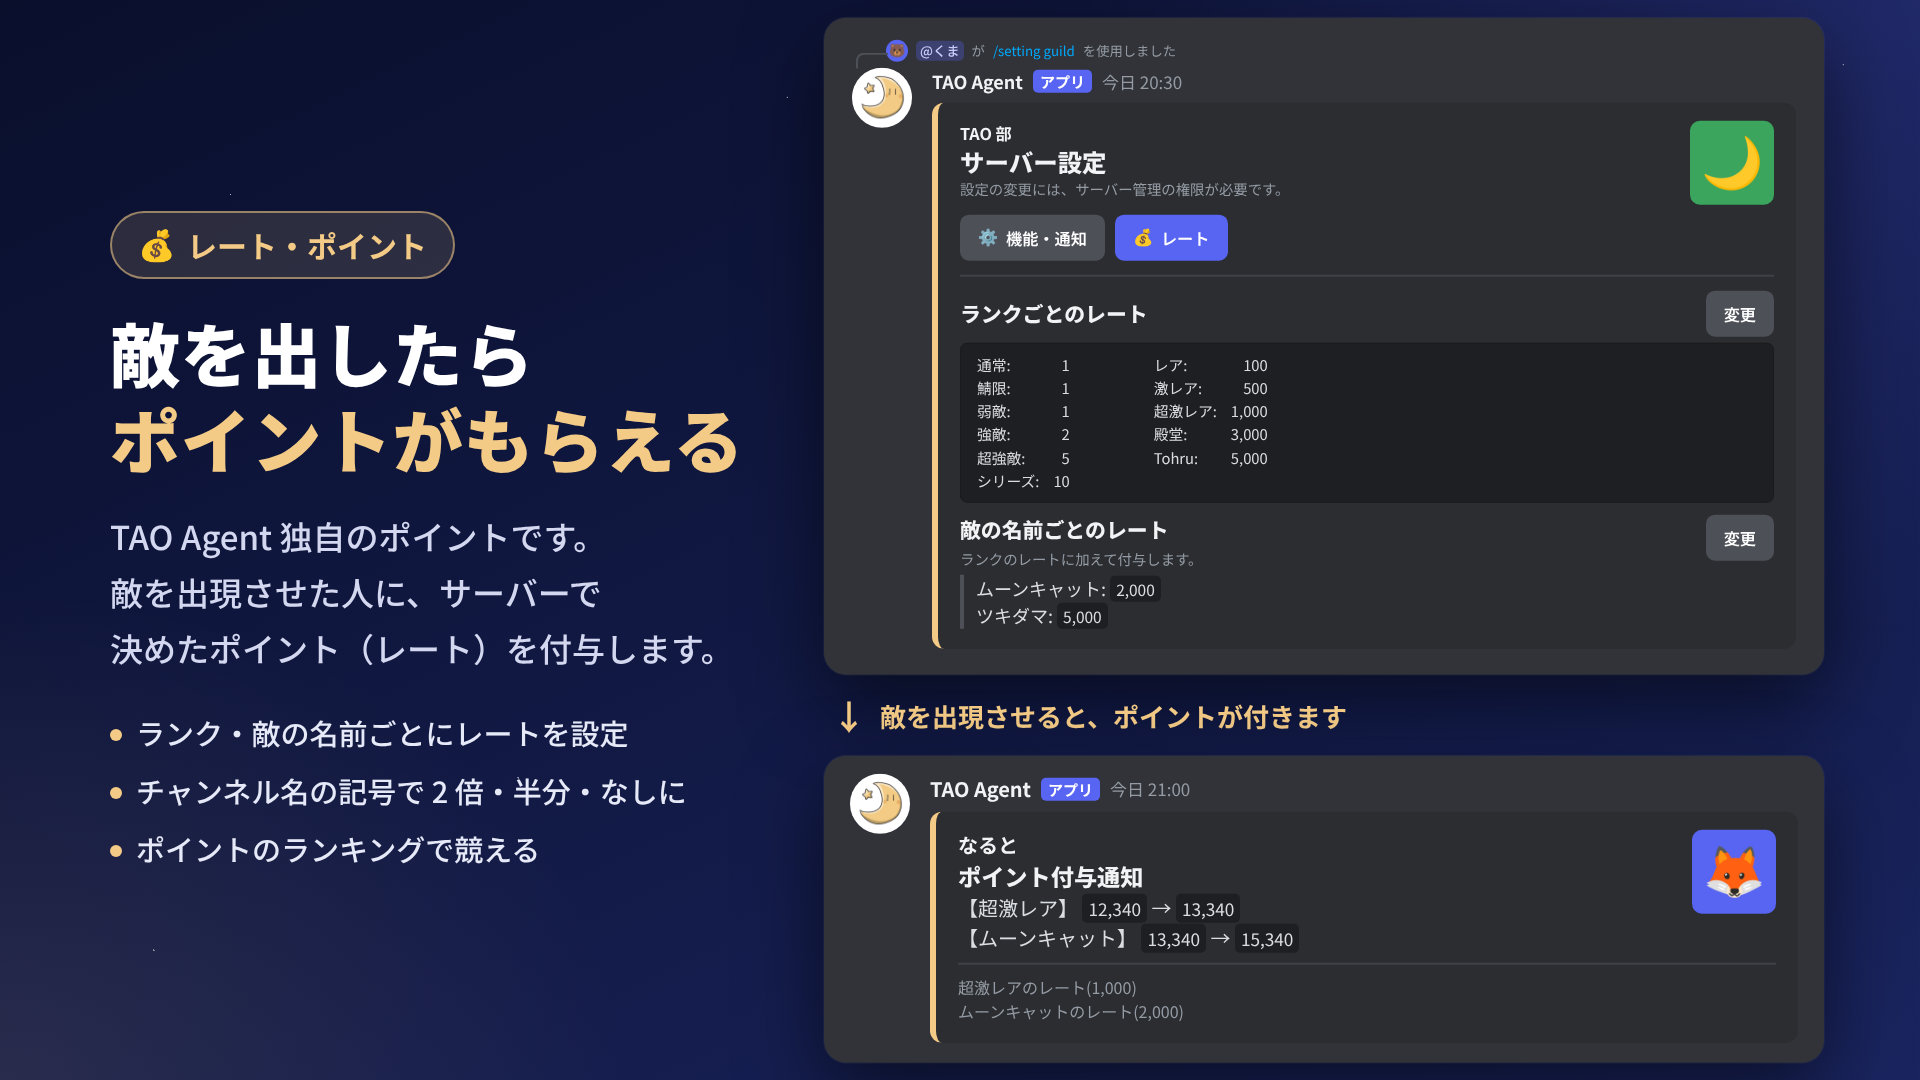 💰 レート・ポイント
敵を出したら
ポイントがもらえる
TAO Agent 独自のポイントです。
敵を出現させた人に、サーバーで
決めたポイント（レート）を付与します。
ランク・敵の名前ごとにレートを設定
チャンネル名の記号で 2 倍・半分・なしに
ポイントのランキングで競える
@くま が /setting guild を使用しました
TAO Agent アプリ 今日 20:30
TAO 部
サーバー設定
設定の変更には、サーバー管理の権限が必要です。
⚙️ 機能・通知 💰 レート
ランクごとのレート 変更
通常: 1 レア: 100
鯖限: 1 激レア: 500
弱敵: 1 超激レア: 1,000
強敵: 2 殿堂: 3,000
超強敵: 5 Tohru: 5,000
シリーズ: 10
敵の名前ごとのレート 変更
ランクのレートに加えて付与します。
ムーンキャット: 2,000
ツキダマ: 5,000
↓ 敵を出現させると、ポイントが付きます
TAO Agent アプリ 今日 21:00
なると
ポイント付与通知
【超激レア】 12,340 → 13,340
【ムーンキャット】 13,340 → 15,340
超激レアのレート(1,000)
ムーンキャットのレート(2,000)